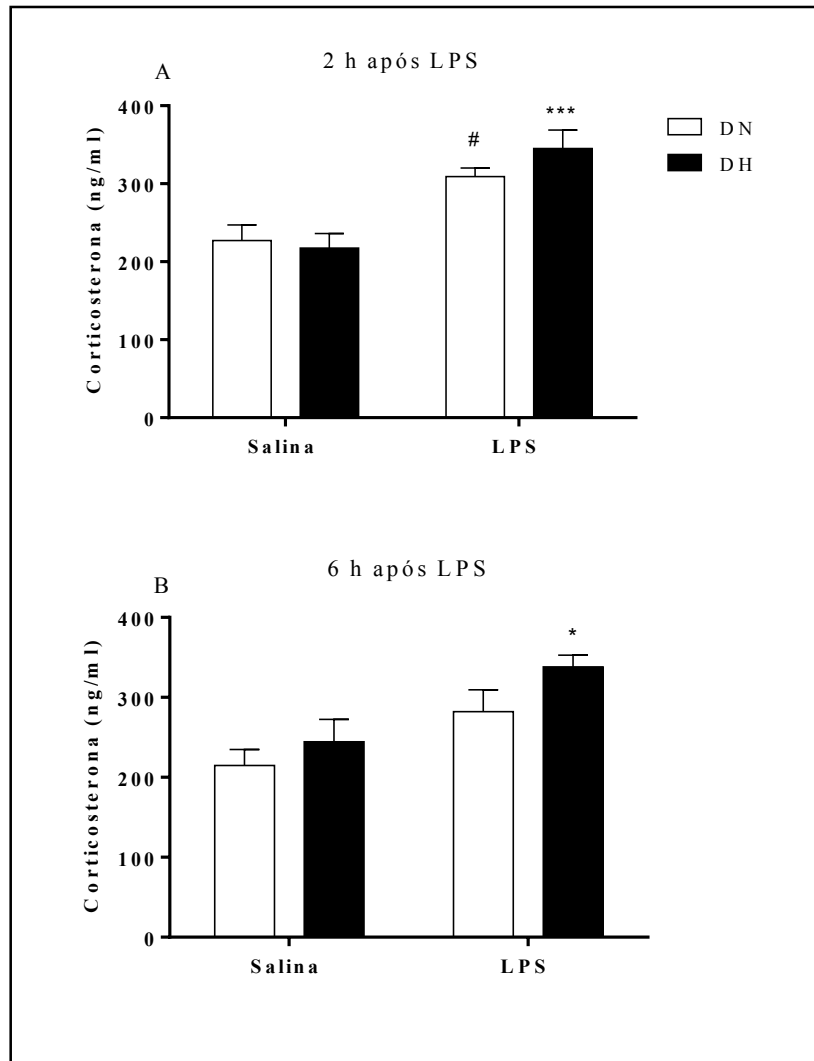 A
2 h após LPS
Corticosterona (ng/ml)
400
300
200
100
0
#
***
DN
DH
Salina
LPS
B
6 h após LPS
Corticosterona (ng/ml)
400
300
200
100
0
*
Salina
LPS